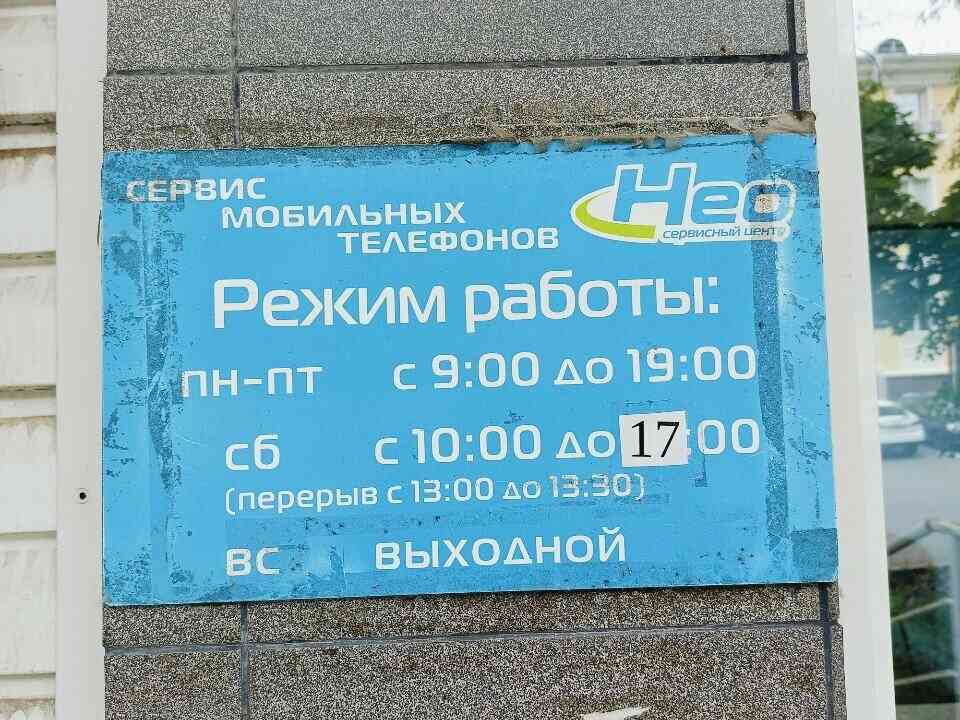 СЕРВИС
МОБИЛЬНЫХ
ТЕЛЕФОНОВ
Нео
сервисный центр
Режим работы:
пн-пт с 9:00 до 19:00
сб с 10:00 до 17:00
(перерыв с 13:00 до 13:30)
вс выходной